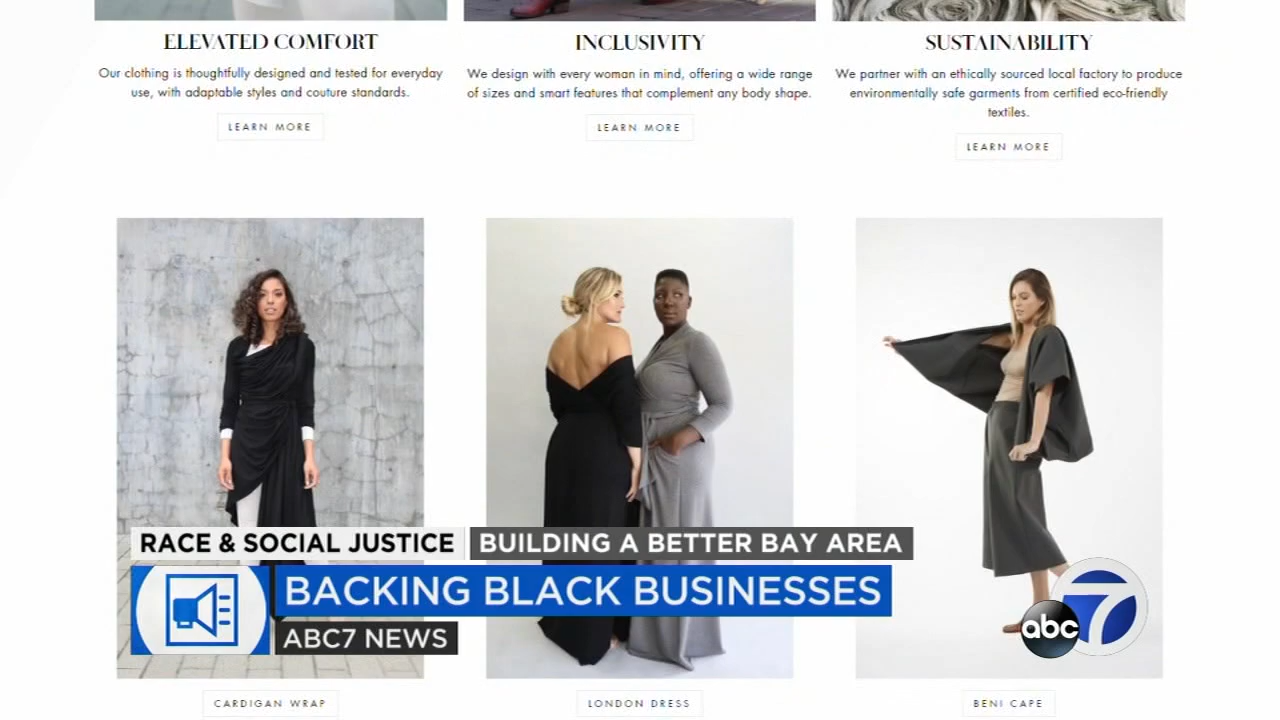 ELEVATED COMFORT
Our clothing is thoughtfully designed and tested for everyday
use, with adaptable styles and couture standards.
LEARN MORE
INCLUSIVITY
We design with every woman in mind, offering a wide range
of sizes and smart features that complement any body shape.
LEARN MORE
SUSTAINABILITY
We partner with an ethically sourced local factory to produce
environmentally safe garments from certified eco-friendly
textiles.
LEARN MORE
RACE & SOCIAL JUSTICE
BUILDING A BETTER BAY AREA
BACKING BLACK BUSINESSES
ABC7 NEWS
abc 7
CARDIGAN WRAP
LONDON DRESS
BENI CAPE